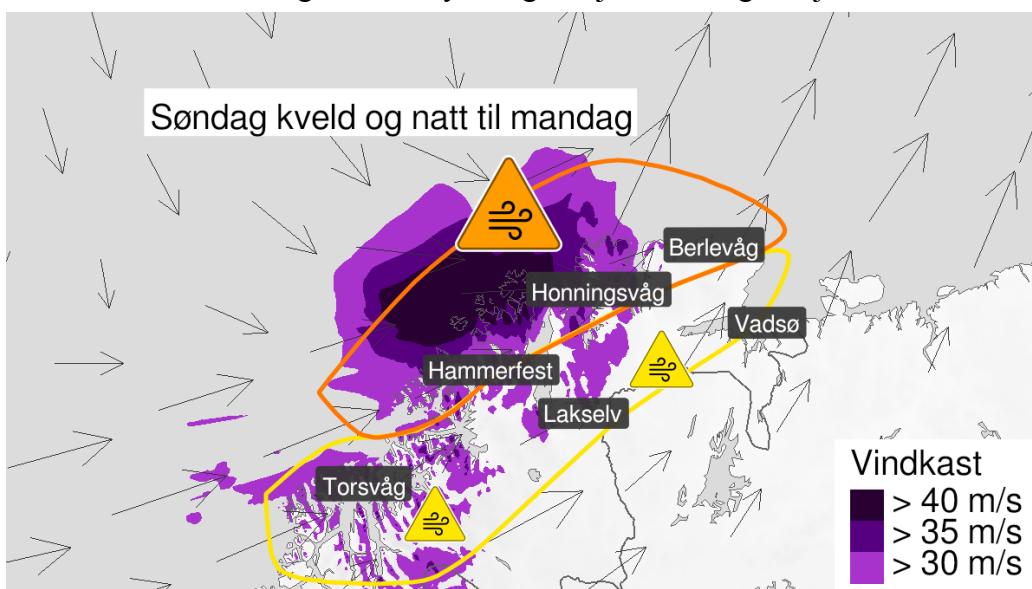 Søndag kveld og natt til mandag
Berlevåg
Honningsvåg
Vadsø
Hammerfest
Lakselv
Torsvåg
Vindkast
> 40 m/s
> 35 m/s
> 30 m/s